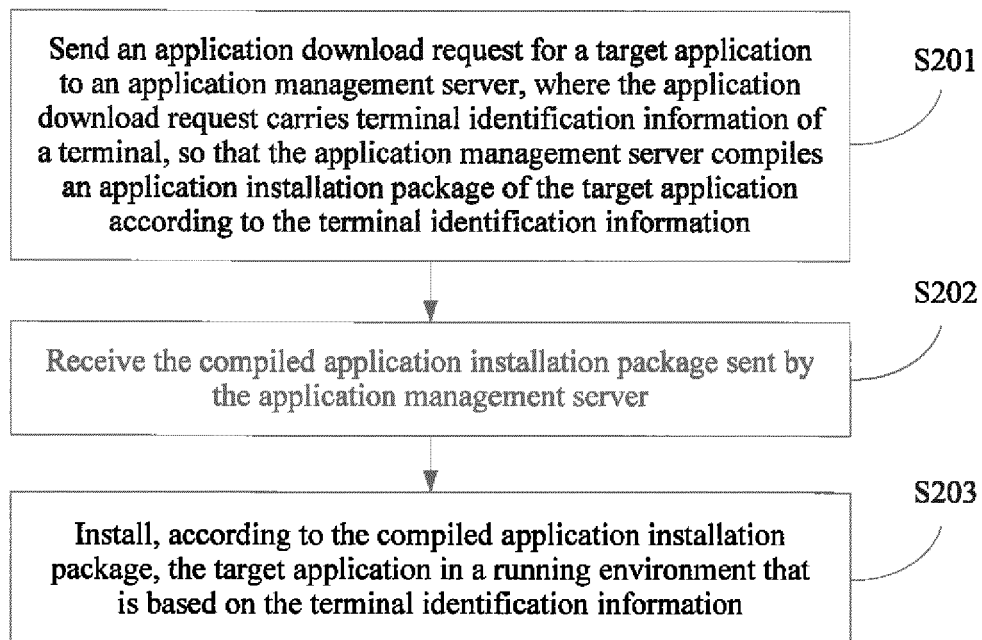 Send an application download request for a target application
to an application management server, where the application
download request carries terminal identification information of
a terminal, so that the application management server compiles
an application installation package of the target application
according to the terminal identification information
S201
Receive the compiled application installation package sent by
the application management server
S202
Install, according to the compiled application installation
package, the target application in a running environment that
is based on the terminal identification information
S203